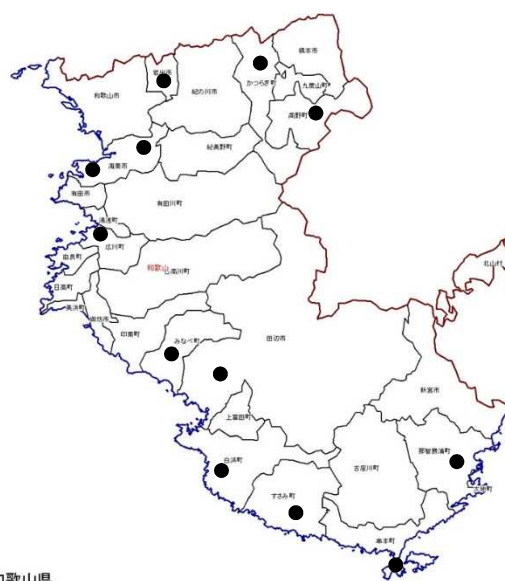 橋本市
かつらぎ町
岩出市
九度山町
和歌山市
紀の川市
高野町
紀美野町
海南市
有田市
有田川町
湯浅町
広川町
由良町
和歌山
日高川町
北山村
日高町
美浜町
御坊市
印南町
みなべ町
田辺市
新宮市
上富田町
那智勝浦町
白浜町
古座川町
太地町
すさみ町
串本町
和歌山県